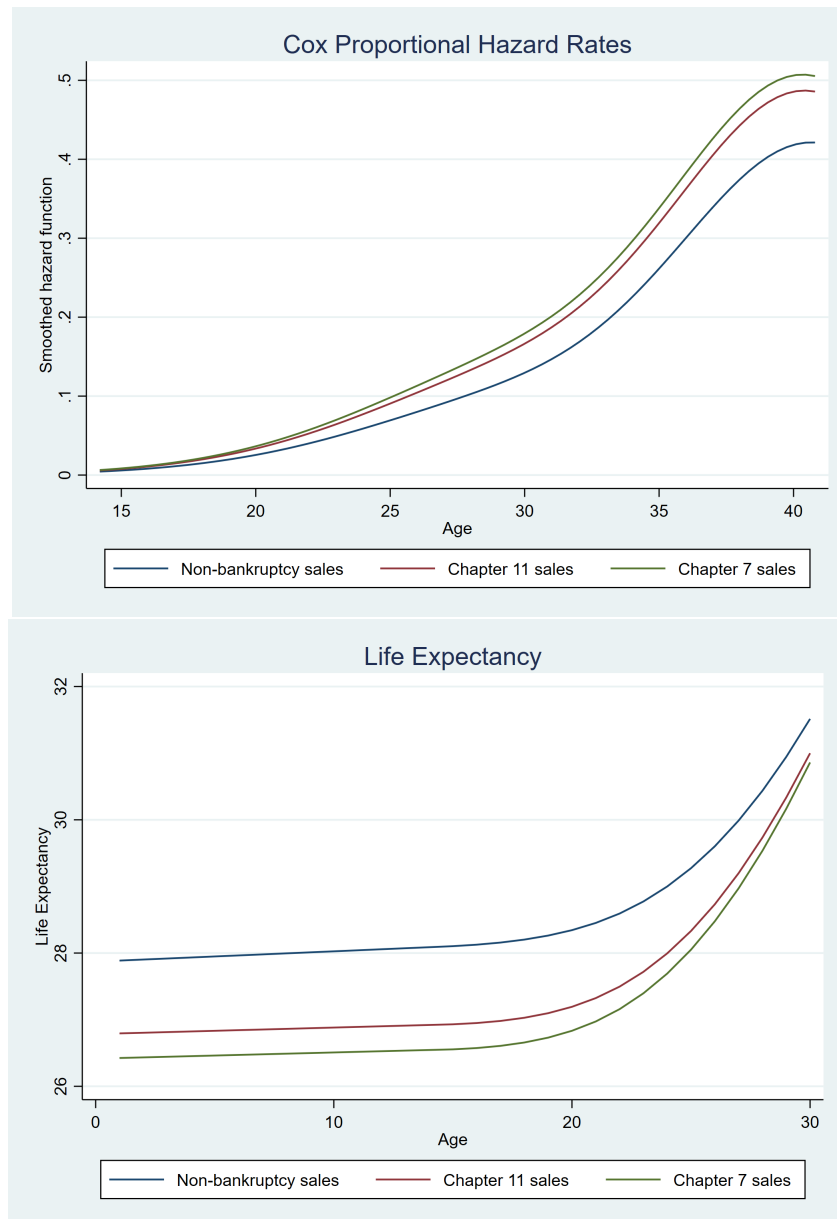 Cox Proportional Hazard Rates
Smoothed hazard function
.5
.4
.3
.2
.1
0
15 20 25 30 35 40
Age
Non-bankruptcy sales Chapter 11 sales Chapter 7 sales
Life Expectancy
Life Expectancy
32
30
28
26
0 10 20 30
Age
Non-bankruptcy sales Chapter 11 sales Chapter 7 sales